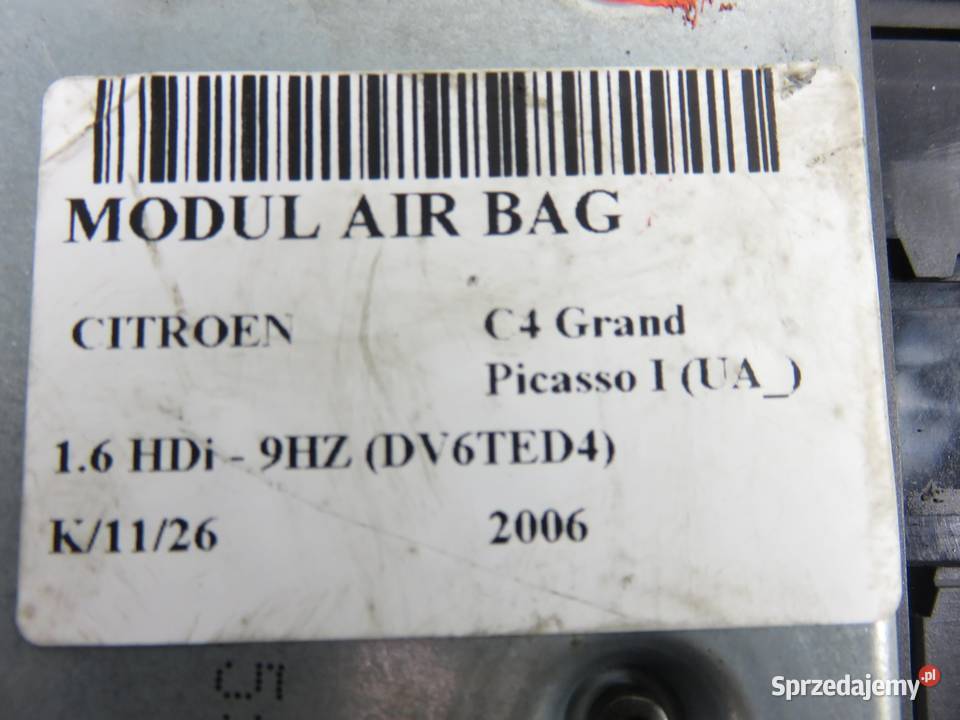 MODUL AIR BAG
CITROEN
C4 Grand
Picasso I (UA_)
1.6 HDi - 9HZ (DV6TED4)
K/11/26
2006
Sprzedajemy.pl